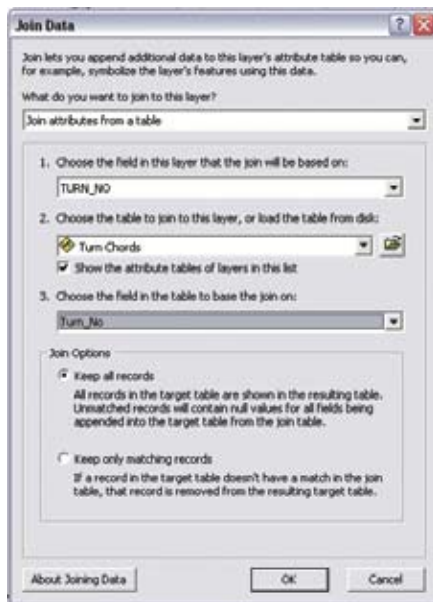 Join Data
Join lets you append additional data to this layer's attribute table so you can,
for example, symbolize the layer's features using this data.
What do you want to join to this layer?
Join attributes from a table
1. Choose the field in this layer that the join will be based on:
TURN_NO
2. Choose the table to join to this layer, or load the table from disk:
Turn Chords
Show the attribute tables of layers in this list
3. Choose the field in the table to base the join on:
Turn_No
Join Options
Keep all records
All records in the target table are shown in the resulting table.
Unmatched records will contain null values for all fields being
appended into the target table from the join table.
Keep only matching records
If a record in the target table doesn't have a match in the join
table, that record is removed from the resulting target table.
About Joining Data
OK
Cancel